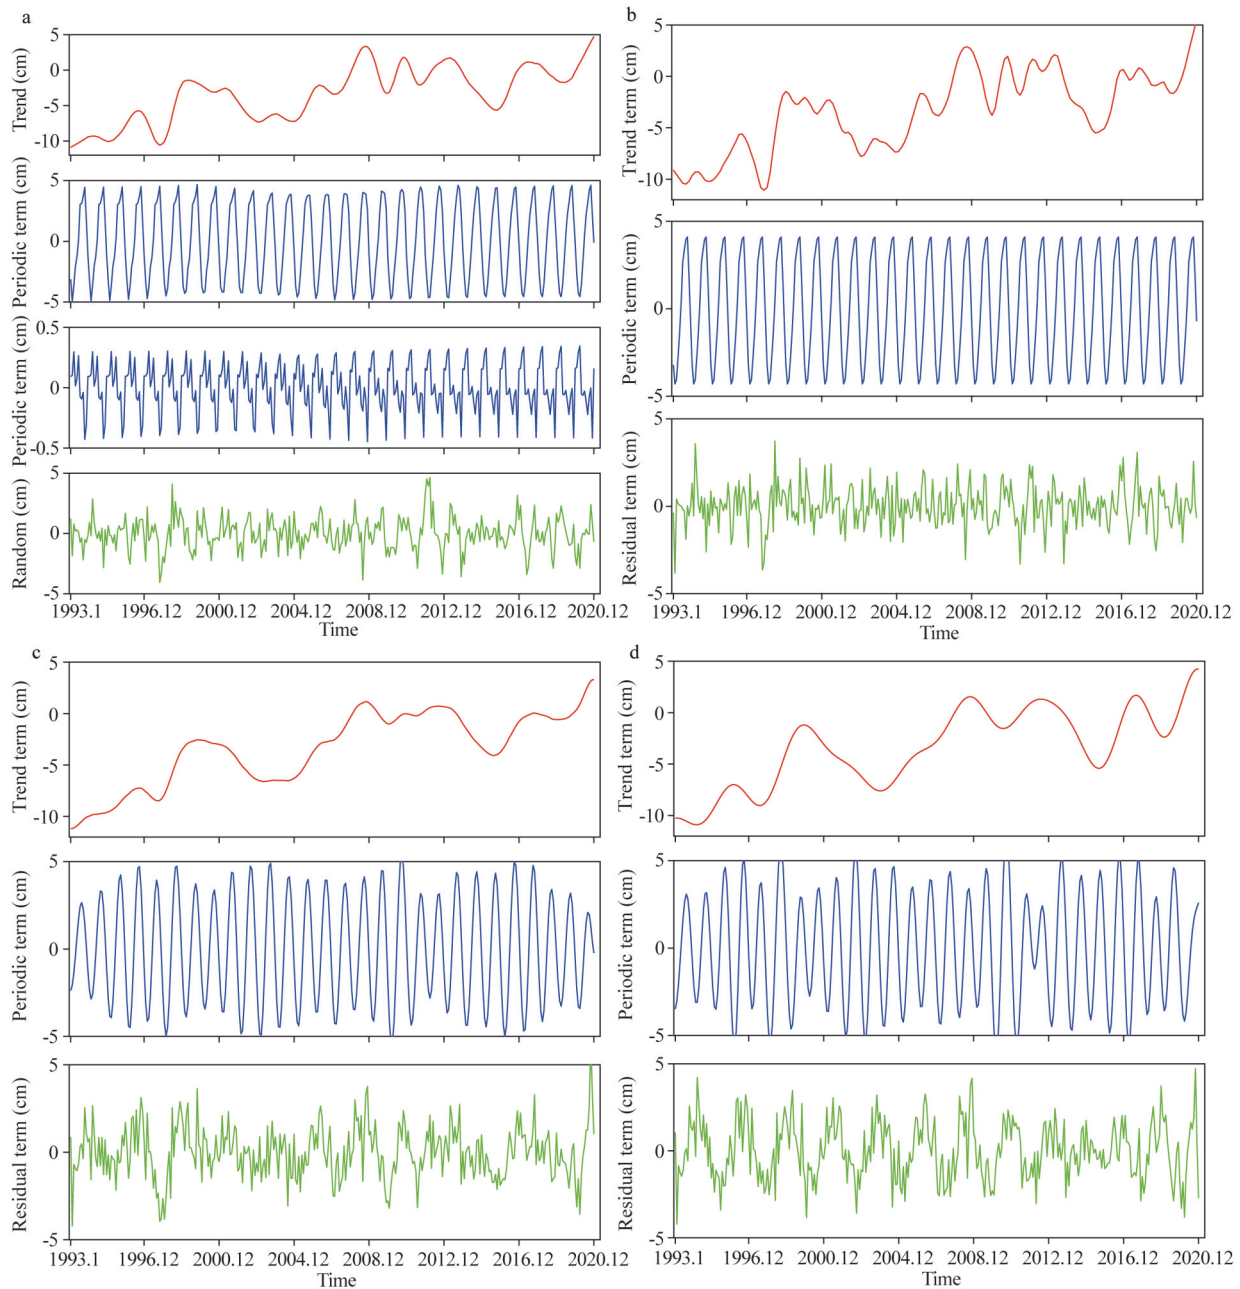 a
Trend (cm)
5
0
-5
-10
Periodic term (cm)
5
0
-5
Periodic term (cm)
0.5
0
-0.5
Random (cm)
5
0
-5
1993.1 1996.12 2000.12 2004.12 2008.12 2012.12 2016.12 2020.12
Time
b
Trend term (cm)
5
0
-5
-10
Periodic term (cm)
5
0
-5
Residual term (cm)
5
0
-5
1993.1 1996.12 2000.12 2004.12 2008.12 2012.12 2016.12 2020.12
Time
c
Trend term (cm)
5
0
-5
-10
Periodic term (cm)
5
0
-5
Residual term (cm)
5
0
-5
1993.1 1996.12 2000.12 2004.12 2008.12 2012.12 2016.12 2020.12
Time
d
Trend term (cm)
5
0
-5
-10
Periodic term (cm)
5
0
-5
Residual term (cm)
5
0
-5
1993.1 1996.12 2000.12 2004.12 2008.12 2012.12 2016.12 2020.12
Time